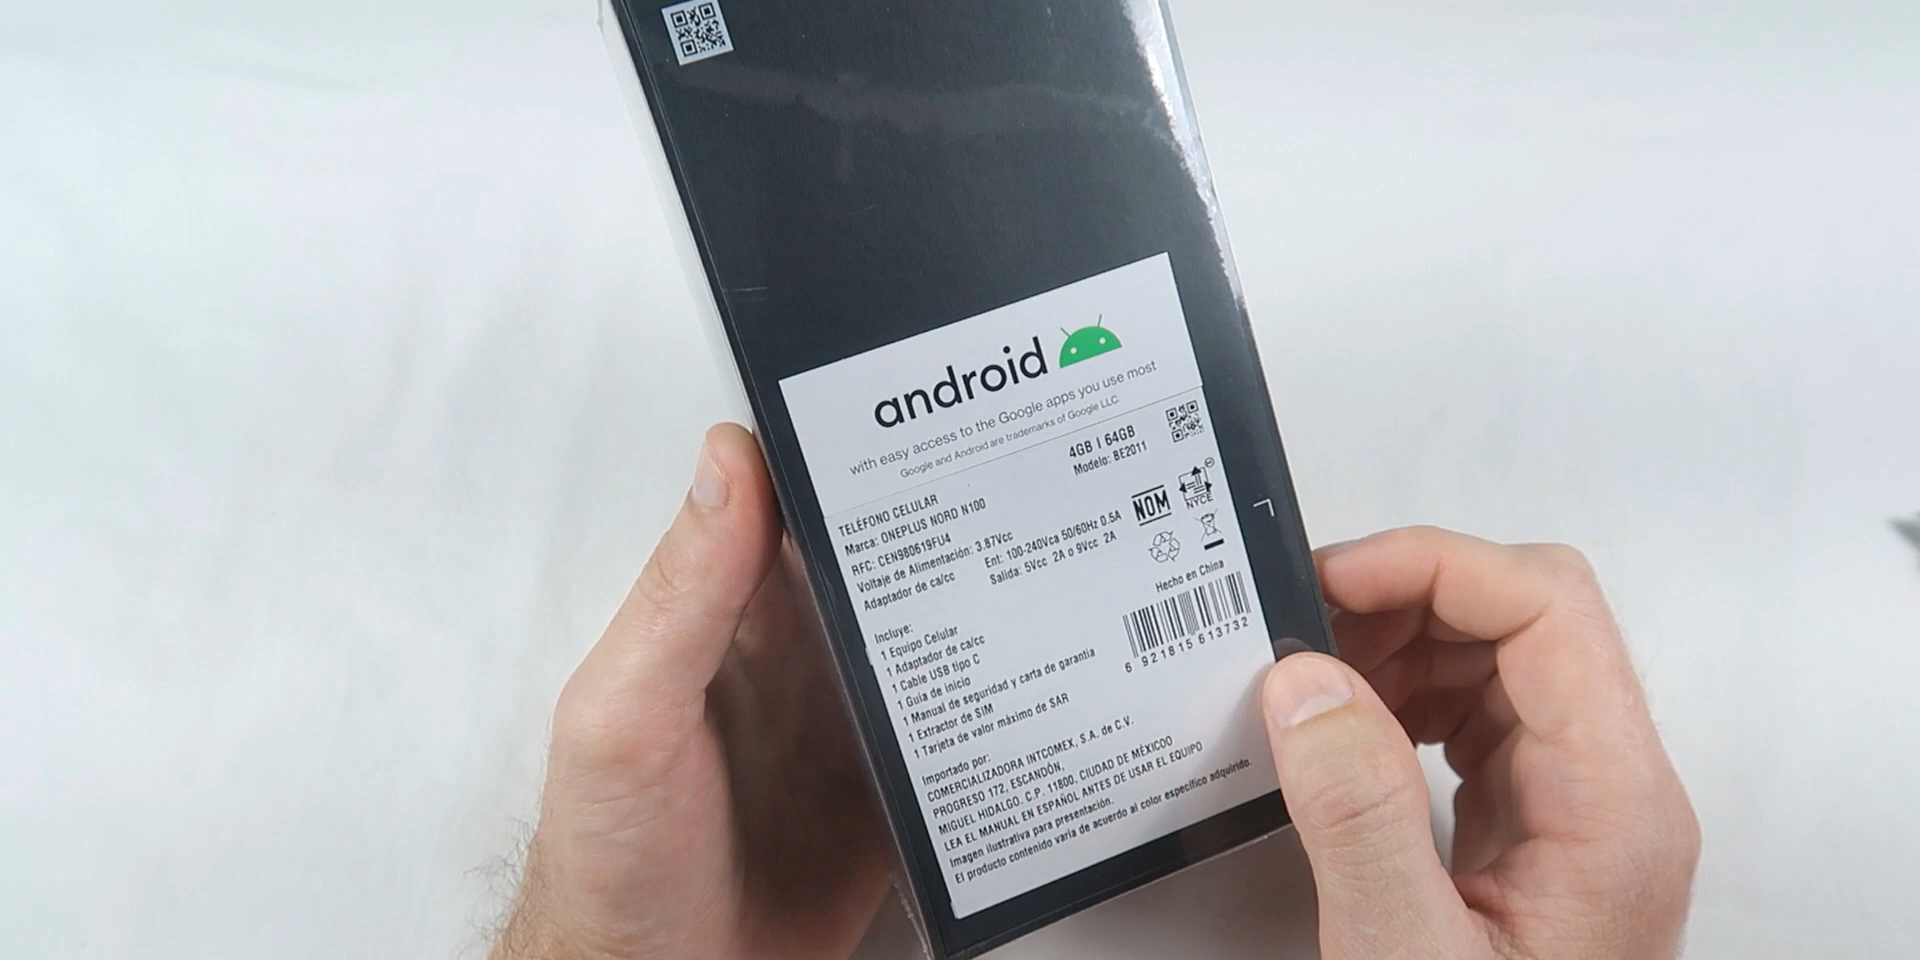 android
with easy access to the Google apps you use most
Google and Android are trademarks of Google LLC.
4GB | 64GB
Modelo: BE2011
TELÉFONO CELULAR
Marca: ONEPLUS NORD N100
RFC: CEN980619FU4
Voltaje de Alimentación: 3.87Vcc
Adaptador de ca/cc
Ent: 100-240Vca 50/60Hz 0.5A
Salida: 5Vcc 2A o 9Vcc 2A
NOM
NYCE
Hecho en China
6 921815 613732
Incluye:
1 Equipo Celular
1 Adaptador de ca/cc
1 Cable USB tipo C
1 Guia de inicio
1 Manual de seguridad y carta de garantia
1 Extractor de SIM
1 Tarjeta de valor máximo de SAR
Importado por:
COMERCIALIZADORA INTCOMEX, S.A. de C.V.
PROGRESO 172, ESCANDÓN,
MIGUEL HIDALGO. C.P. 11800, CIUDAD DE MÉXICOO
LEA EL MANUAL EN ESPAÑOL ANTES DE USAR EL EQUIPO
Imagen ilustrativa para presentación.
El producto contenido varia de acuerdo al color especifico adquirido.